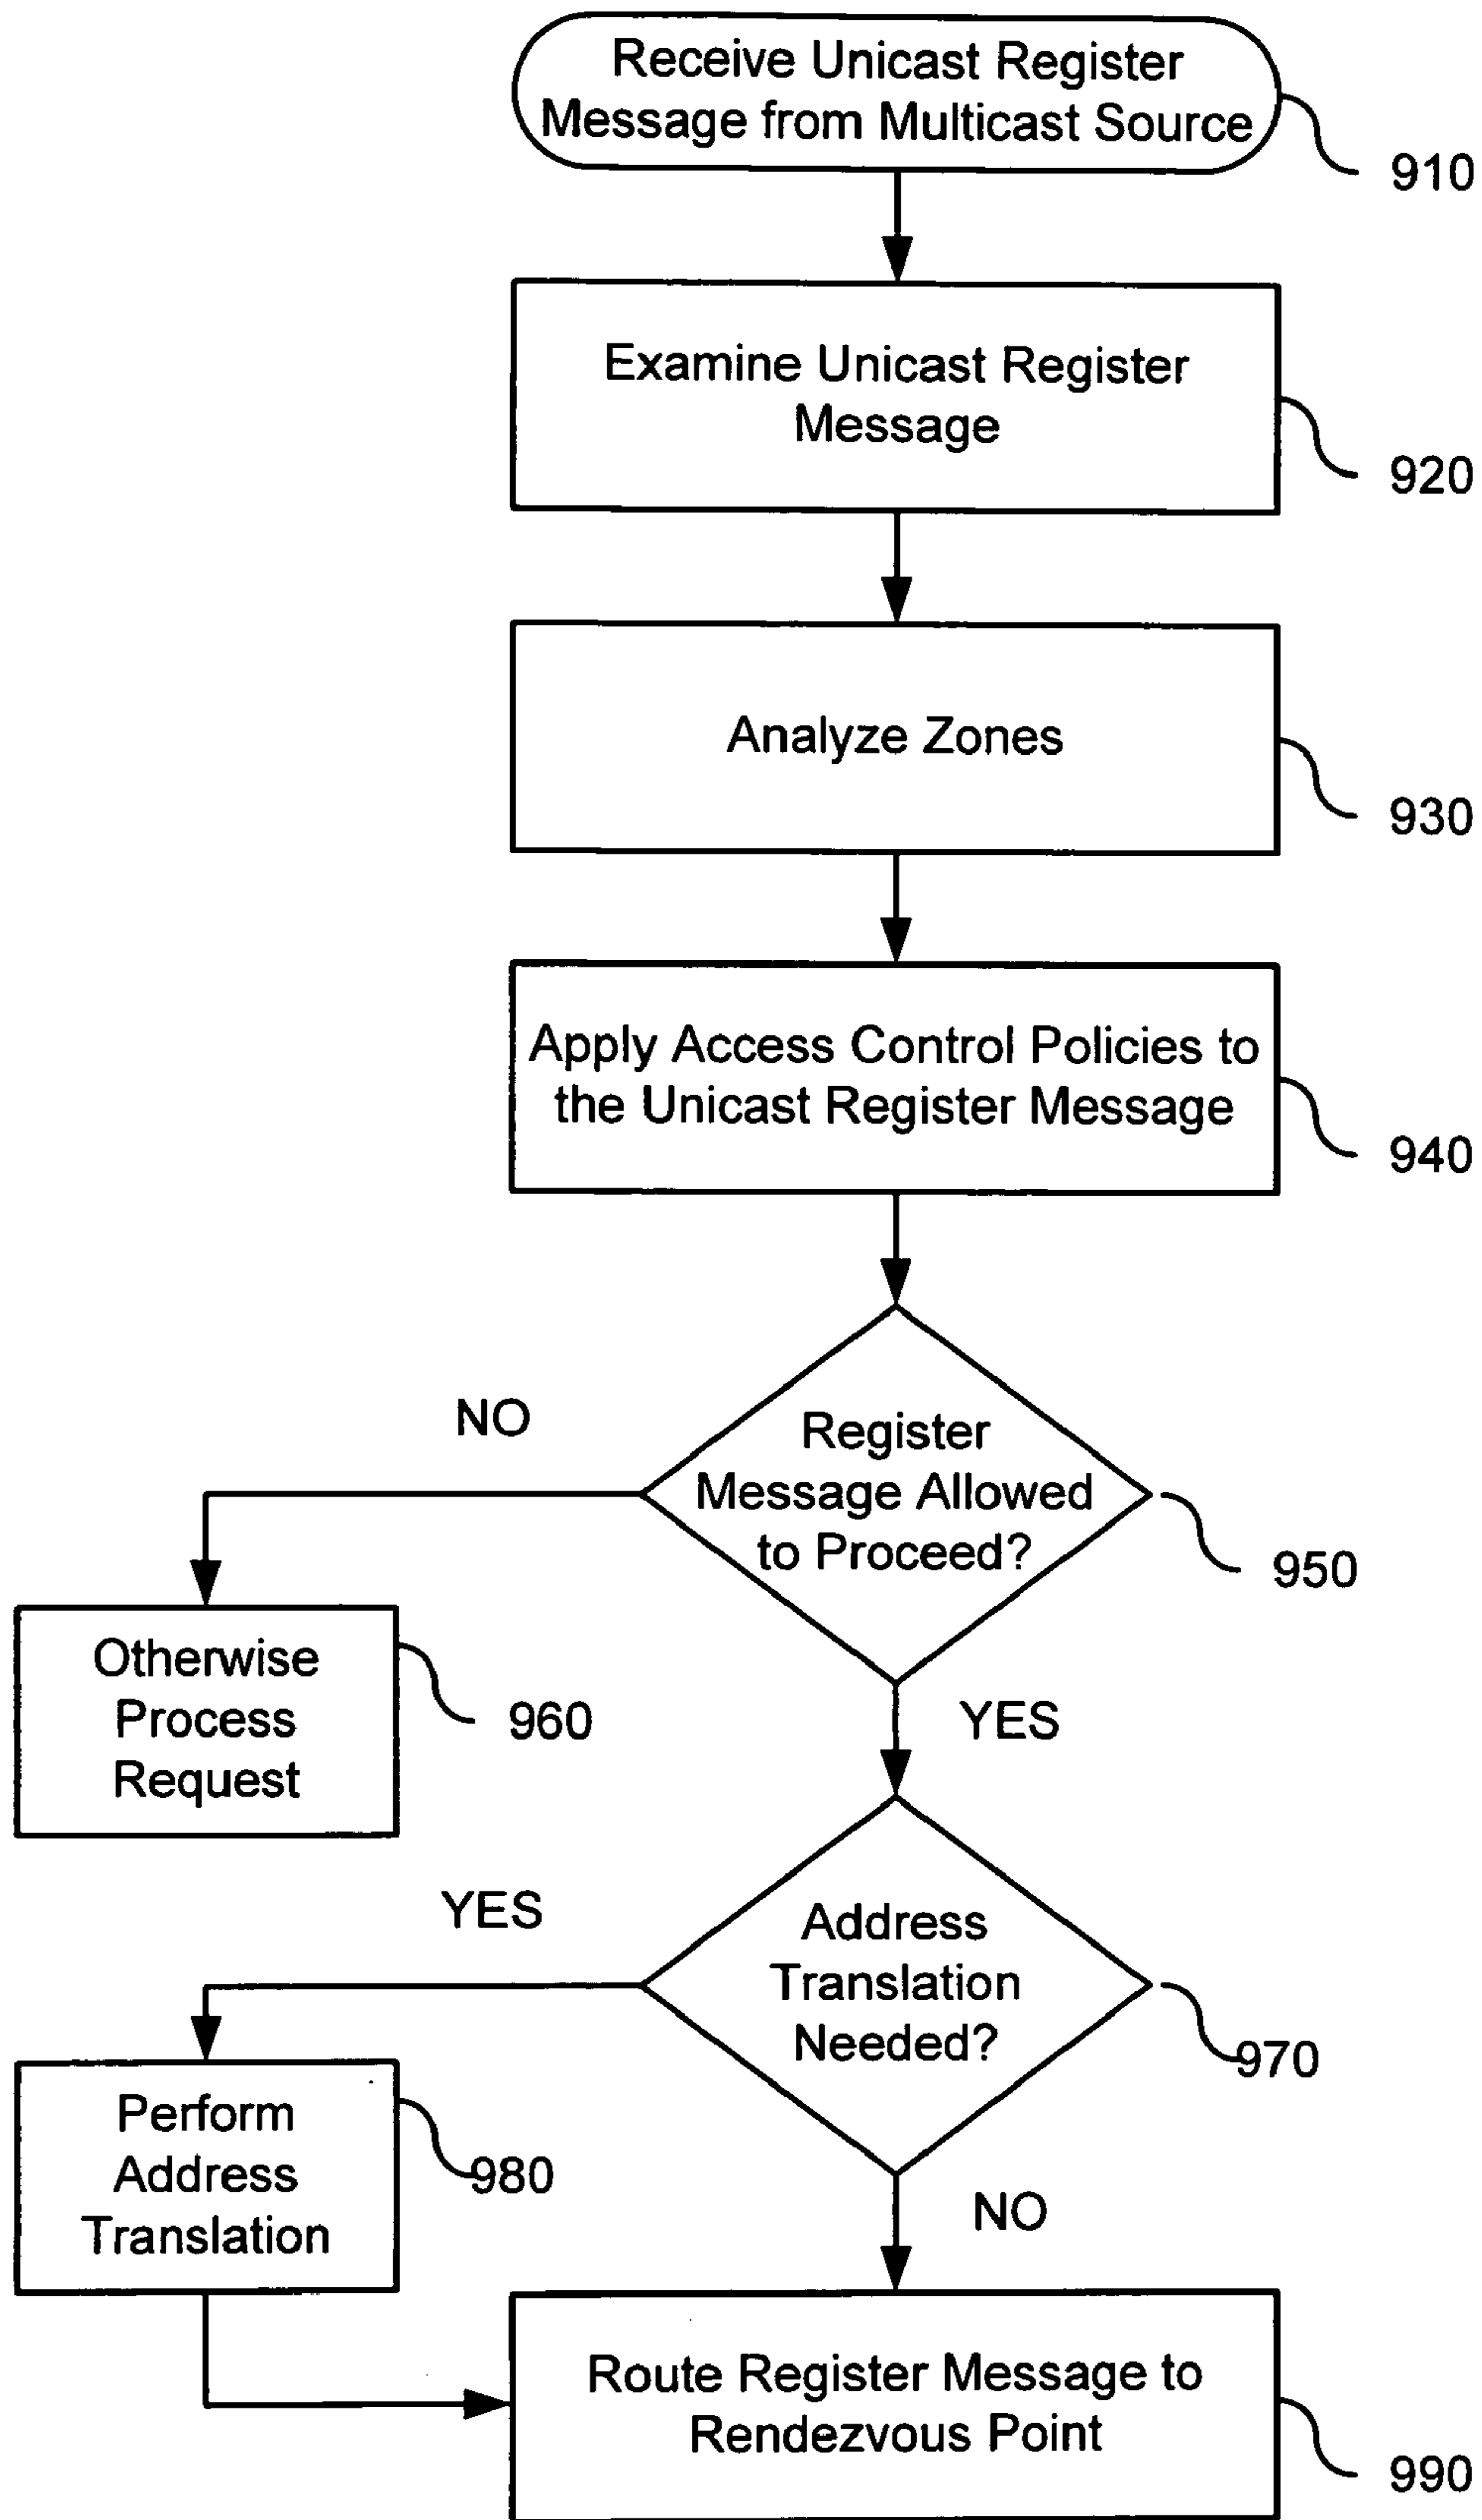 Receive Unicast Register
Message from Multicast Source
910
Examine Unicast Register
Message
920
Analyze Zones
930
Apply Access Control Policies to
the Unicast Register Message
940
NO
Register
Message Allowed
to Proceed?
950
Otherwise
Process
Request
960
YES
YES
Address
Translation
Needed?
970
Perform
Address
Translation
980
NO
Route Register Message to
Rendezvous Point
990